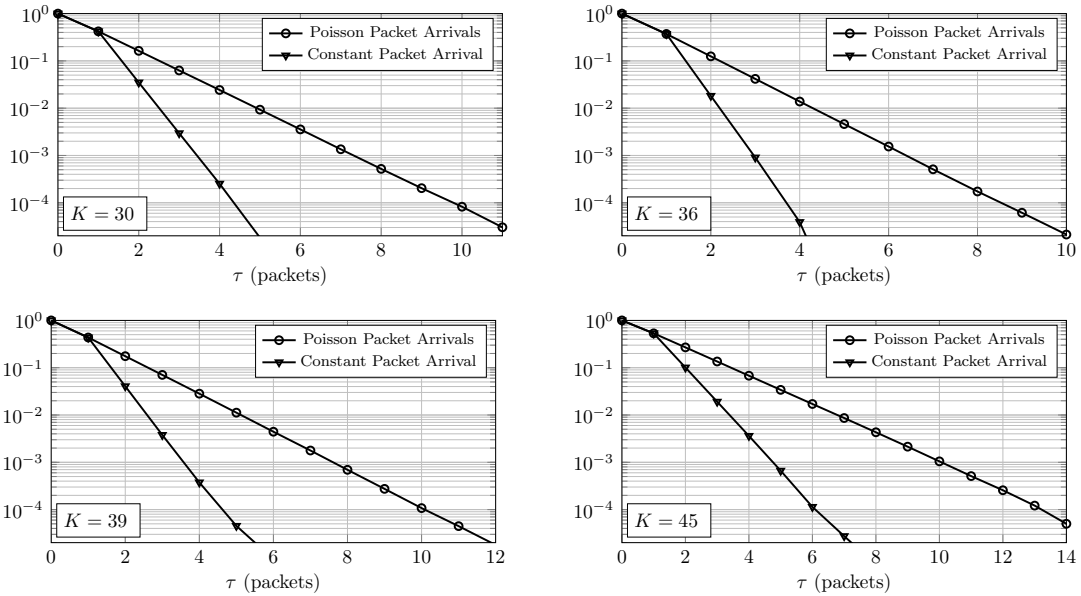 10^0
10^{-1}
10^{-2}
10^{-3}
10^{-4}
Poisson Packet Arrivals
Constant Packet Arrival
K = 30
0 2 4 6 8 10
τ (packets)
10^0
10^{-1}
10^{-2}
10^{-3}
10^{-4}
Poisson Packet Arrivals
Constant Packet Arrival
K = 36
0 2 4 6 8 10
τ (packets)
10^0
10^{-1}
10^{-2}
10^{-3}
10^{-4}
Poisson Packet Arrivals
Constant Packet Arrival
K = 39
0 2 4 6 8 10 12
τ (packets)
10^0
10^{-1}
10^{-2}
10^{-3}
10^{-4}
Poisson Packet Arrivals
Constant Packet Arrival
K = 45
0 2 4 6 8 10 12 14
τ (packets)